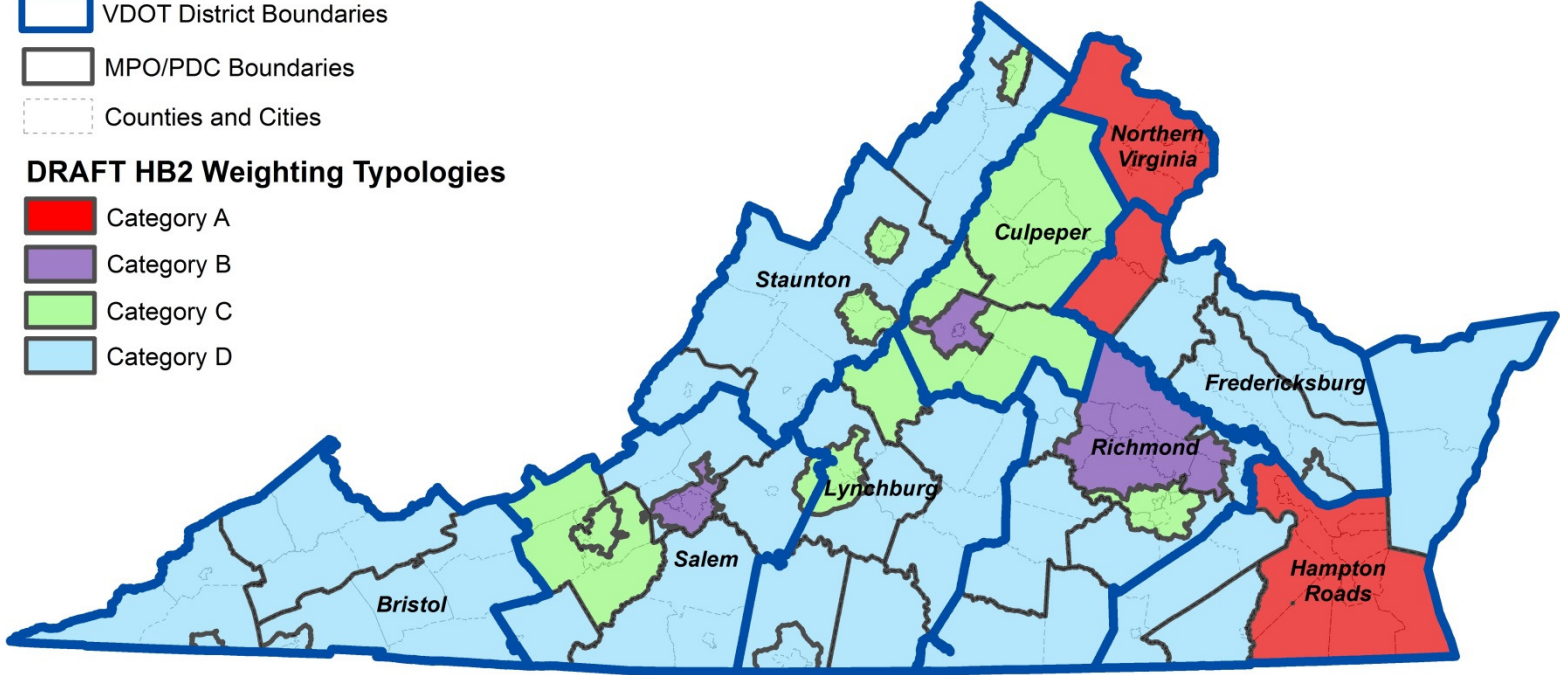 VDOT District Boundaries
MPO/PDC Boundaries
Counties and Cities
DRAFT HB2 Weighting Typologies
Category A
Category B
Category C
Category D
Northern
Virginia
Culpeper
Staunton
Fredericksburg
Richmond
Lynchburg
Salem
Hampton
Roads
Bristol